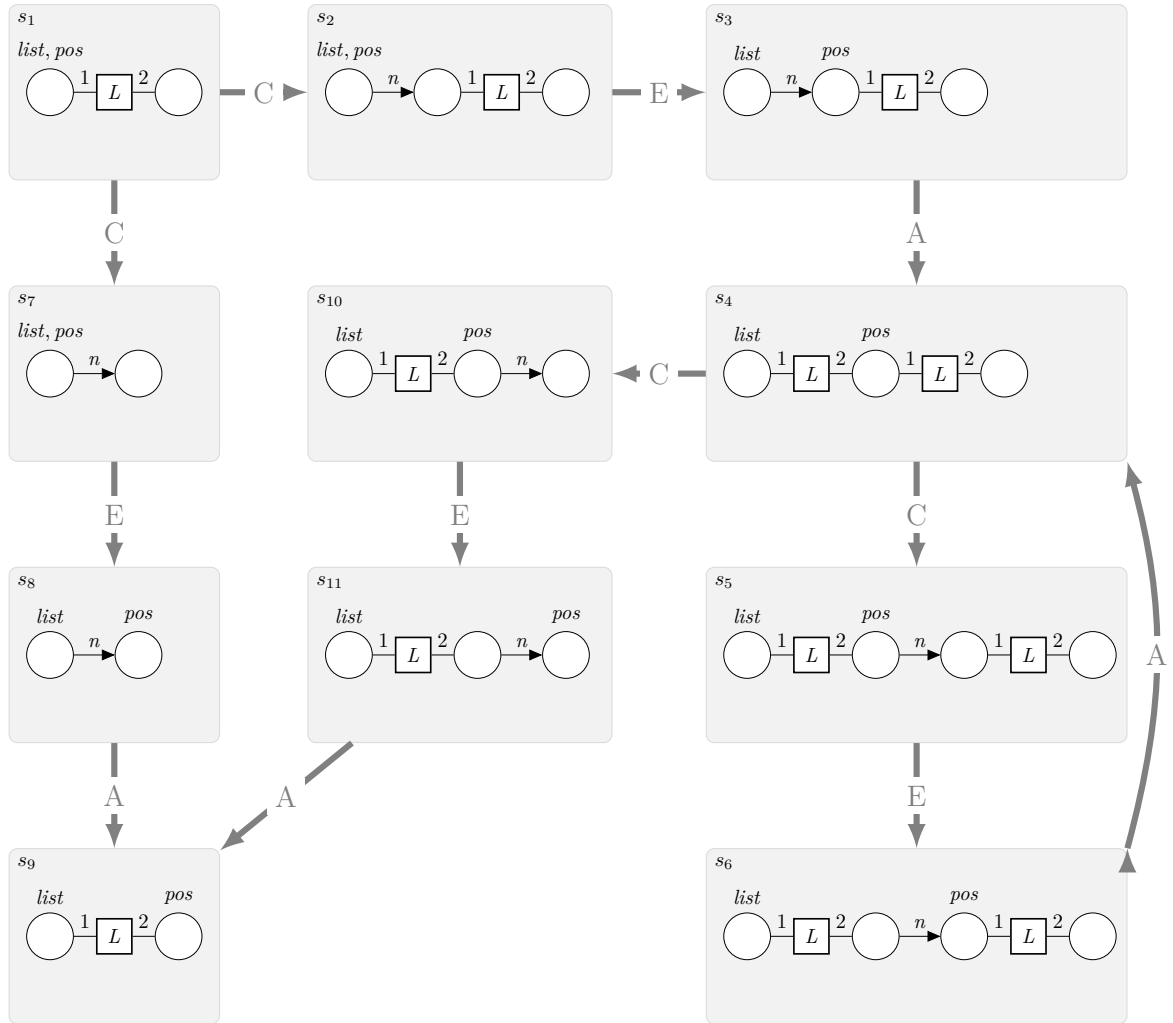 s1 s2 s3
list, pos list, pos list pos
1 L 2 C n 1 L 2 E n 1 L 2
C A
s7 s10 s4
list, pos list pos list pos
n 1 L 2 n C 1 L 2 1 L 2
E E C
s8 s11 s5
list pos list pos list pos
n 1 L 2 n 1 L 2 n 1 L 2
A
A A E
s9 s6
list pos list pos
1 L 2 1 L 2 n 1 L 2